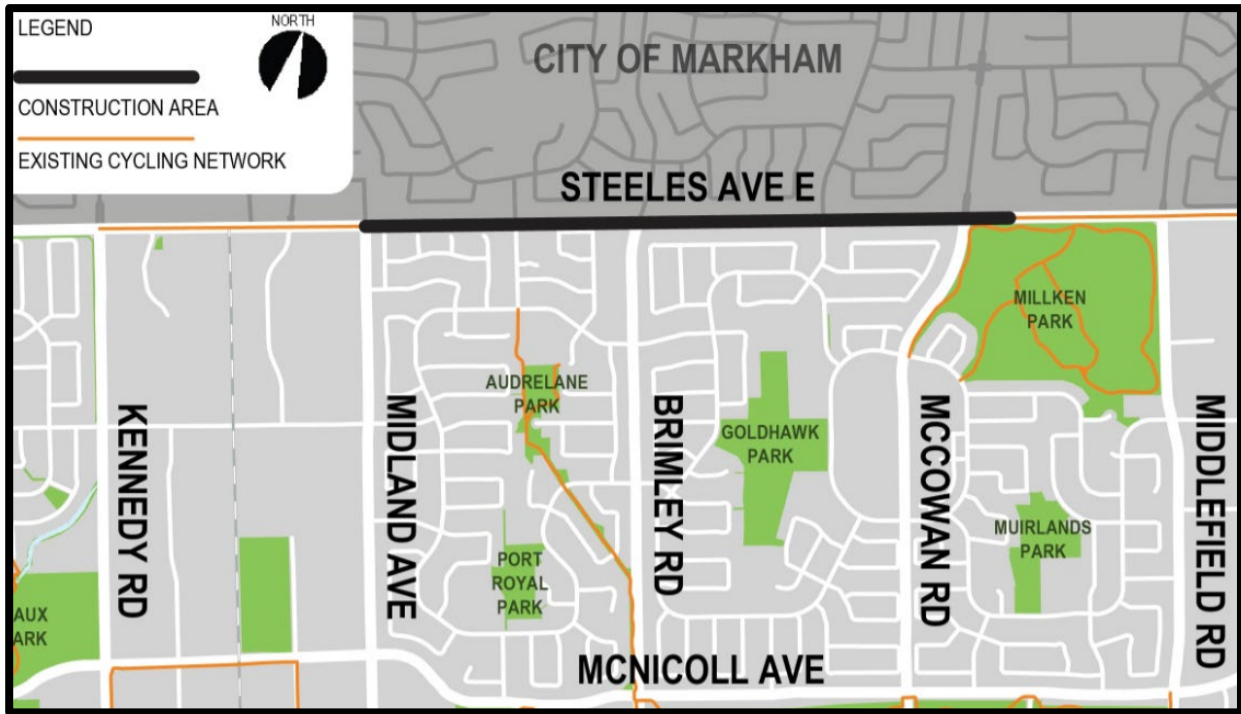 LEGEND
NORTH
CONSTRUCTION AREA
EXISTING CYCLING NETWORK
CITY OF MARKHAM
STEELES AVE E
MILLKEN
PARK
AUDRELANE
PARK
GOLDHAWK
PARK
MUIRLANDS
PARK
PORT
ROYAL
PARK
AUX
ARK
KENNEDY RD
MIDLAND AVE
BRIMLEY RD
MCCOWAN RD
MIDDLEFIELD RD
MCNICOLL AVE